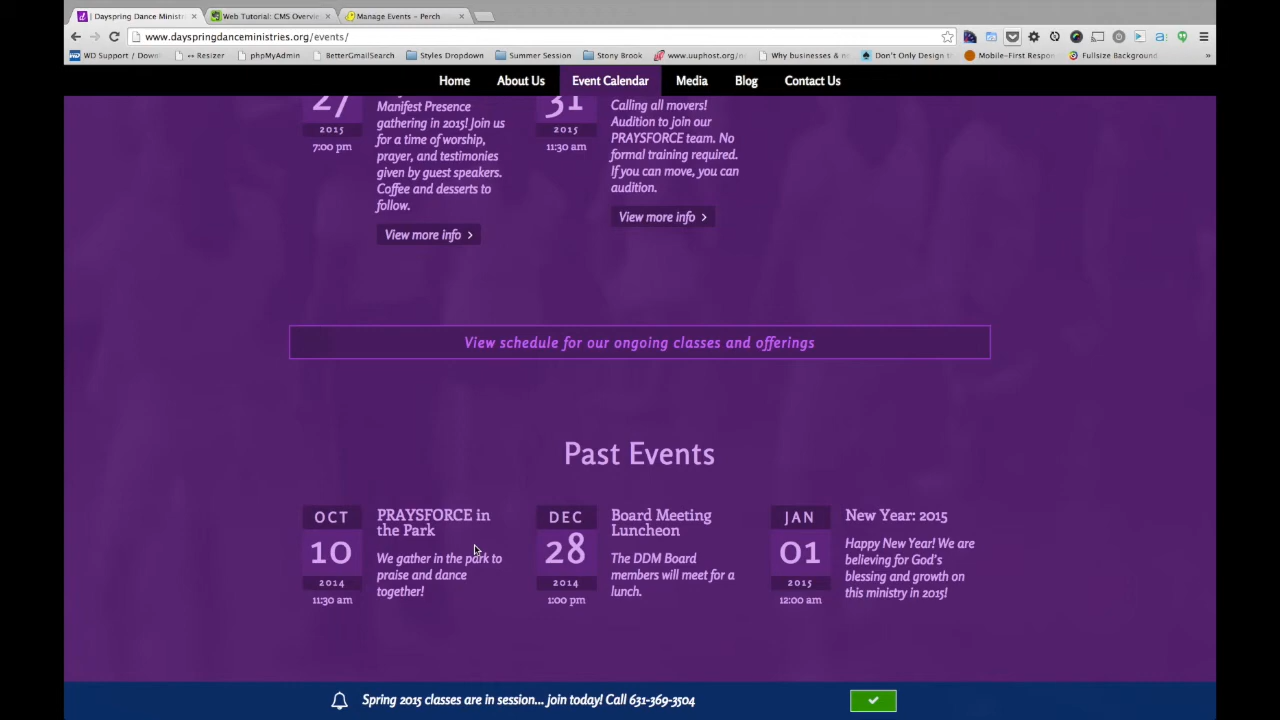 | Dayspring Dance Ministri
Web Tutorial: CMS Overvie
Manage Events - Perch
www.dayspringdanceministries.org/events/
WD Support / Down
Resizer
phpMyAdmin
BetterGmailSearch
Styles Dropdown
Summer Session
Stony Brook
www.uuphost.org/n
Why businesses & n
Don't Only Design t
Mobile-First Respon
Fullsize Background
Home
About Us
Event Calendar
Media
Blog
Contact Us
27
2015
7:00 pm
Manifest Presence
gathering in 2015! Join us
for a time of worship,
prayer, and testimonies
given by guest speakers.
Coffee and desserts to
follow.
View more info >
31
2015
11:30 am
Calling all movers!
Audition to join our
PRAYSFORCE team. No
formal training required.
If you can move, you can
audition.
View more info >
View schedule for our ongoing classes and offerings
Past Events
OCT
10
2014
11:30 am
PRAYSFORCE in
the Park
We gather in the park to
praise and dance
together!
DEC
28
2014
1:00 pm
Board Meeting
Luncheon
The DDM Board
members will meet for a
lunch.
JAN
01
2015
12:00 am
New Year: 2015
Happy New Year! We are
believing for God's
blessing and growth on
this ministry in 2015!
Spring 2015 classes are in session... join today! Call 631-369-3504